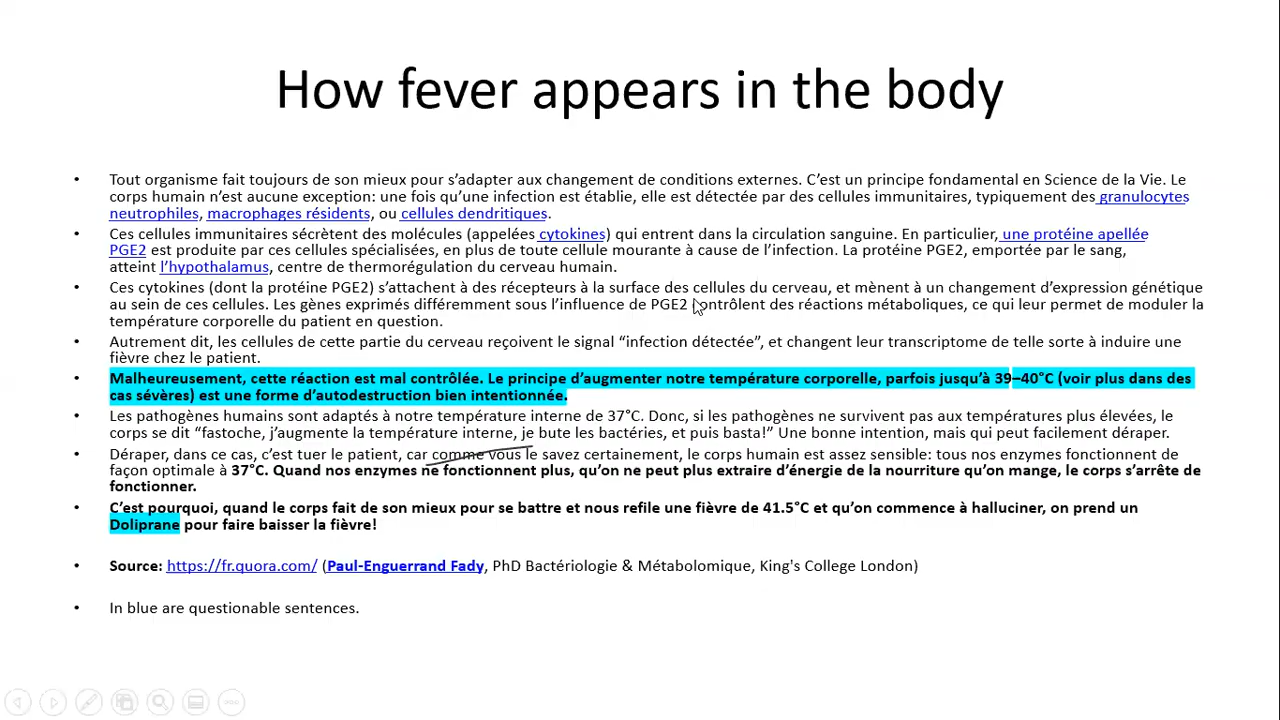 How fever appears in the body
• Tout organisme fait toujours de son mieux pour s’adapter aux changement de conditions externes. C’est un principe fondamental en Science de la Vie. Le
corps humain n’est aucune exception: une fois qu’une infection est établie, elle est détectée par des cellules immunitaires, typiquement des granulocytes
neutrophiles, macrophages résidents, ou cellules dendritiques.
• Ces cellules immunitaires sécrètent des molécules (appelées cytokines) qui entrent dans la circulation sanguine. En particulier, une protéine apellée
PGE2 est produite par ces cellules spécialisées, en plus de toute cellule mourante à cause de l’infection. La protéine PGE2, emportée par le sang,
atteint l’hypothalamus, centre de thermorégulation du cerveau humain.
• Ces cytokines (dont la protéine PGE2) s’attachent à des récepteurs à la surface des cellules du cerveau, et mènent à un changement d’expression génétique
au sein de ces cellules. Les gènes exprimés différemment sous l’influence de PGE2 contrôlent des réactions métaboliques, ce qui leur permet de moduler la
température corporelle du patient en question.
• Autrement dit, les cellules de cette partie du cerveau reçoivent le signal “infection détectée”, et changent leur transcriptome de telle sorte à induire une
fièvre chez le patient.
• Malheureusement, cette réaction est mal contrôlée. Le principe d’augmenter notre température corporelle, parfois jusqu’à 39–40°C (voir plus dans des
cas sévères) est une forme d’autodestruction bien intentionnée.
• Les pathogènes humains sont adaptés à notre température interne de 37°C. Donc, si les pathogènes ne survivent pas aux températures plus élevées, le
corps se dit “fastoche, j’augmente la température interne, je bute les bactéries, et puis basta!” Une bonne intention, mais qui peut facilement déraper.
• Déraper, dans ce cas, c’est tuer le patient, car comme vous le savez certainement, le corps humain est assez sensible: tous nos enzymes fonctionnent de
façon optimale à 37°C. Quand nos enzymes ne fonctionnent plus, qu’on ne peut plus extraire d’énergie de la nourriture qu’on mange, le corps s’arrête de
fonctionner.
• C’est pourquoi, quand le corps fait de son mieux pour se battre et nous refile une fièvre de 41.5°C et qu’on commence à halluciner, on prend un
Doliprane pour faire baisser la fièvre!
• Source: https://fr.quora.com/ (Paul-Enguerrand Fady, PhD Bactériologie & Métabolomique, King's College London)
• In blue are questionable sentences.